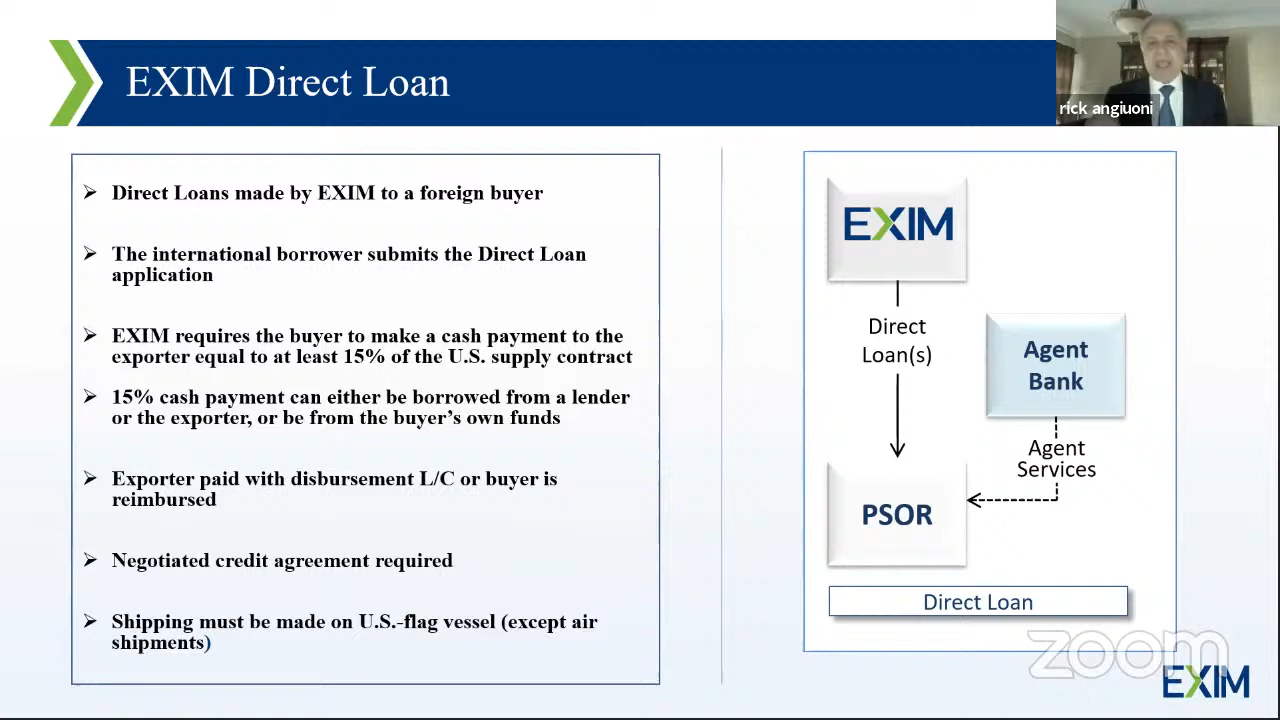 EXIM Direct Loan
rick angiuoni
➢ Direct Loans made by EXIM to a foreign buyer
➢ The international borrower submits the Direct Loan
application
➢ EXIM requires the buyer to make a cash payment to the
exporter equal to at least 15% of the U.S. supply contract
➢ 15% cash payment can either be borrowed from a lender
or the exporter, or be from the buyer’s own funds
➢ Exporter paid with disbursement L/C or buyer is
reimbursed
➢ Negotiated credit agreement required
➢ Shipping must be made on U.S.-flag vessel (except air
shipments)
EXIM
Direct
Loan(s)
Agent
Bank
Agent
Services
PSOR
Direct Loan
zoom
EXIM